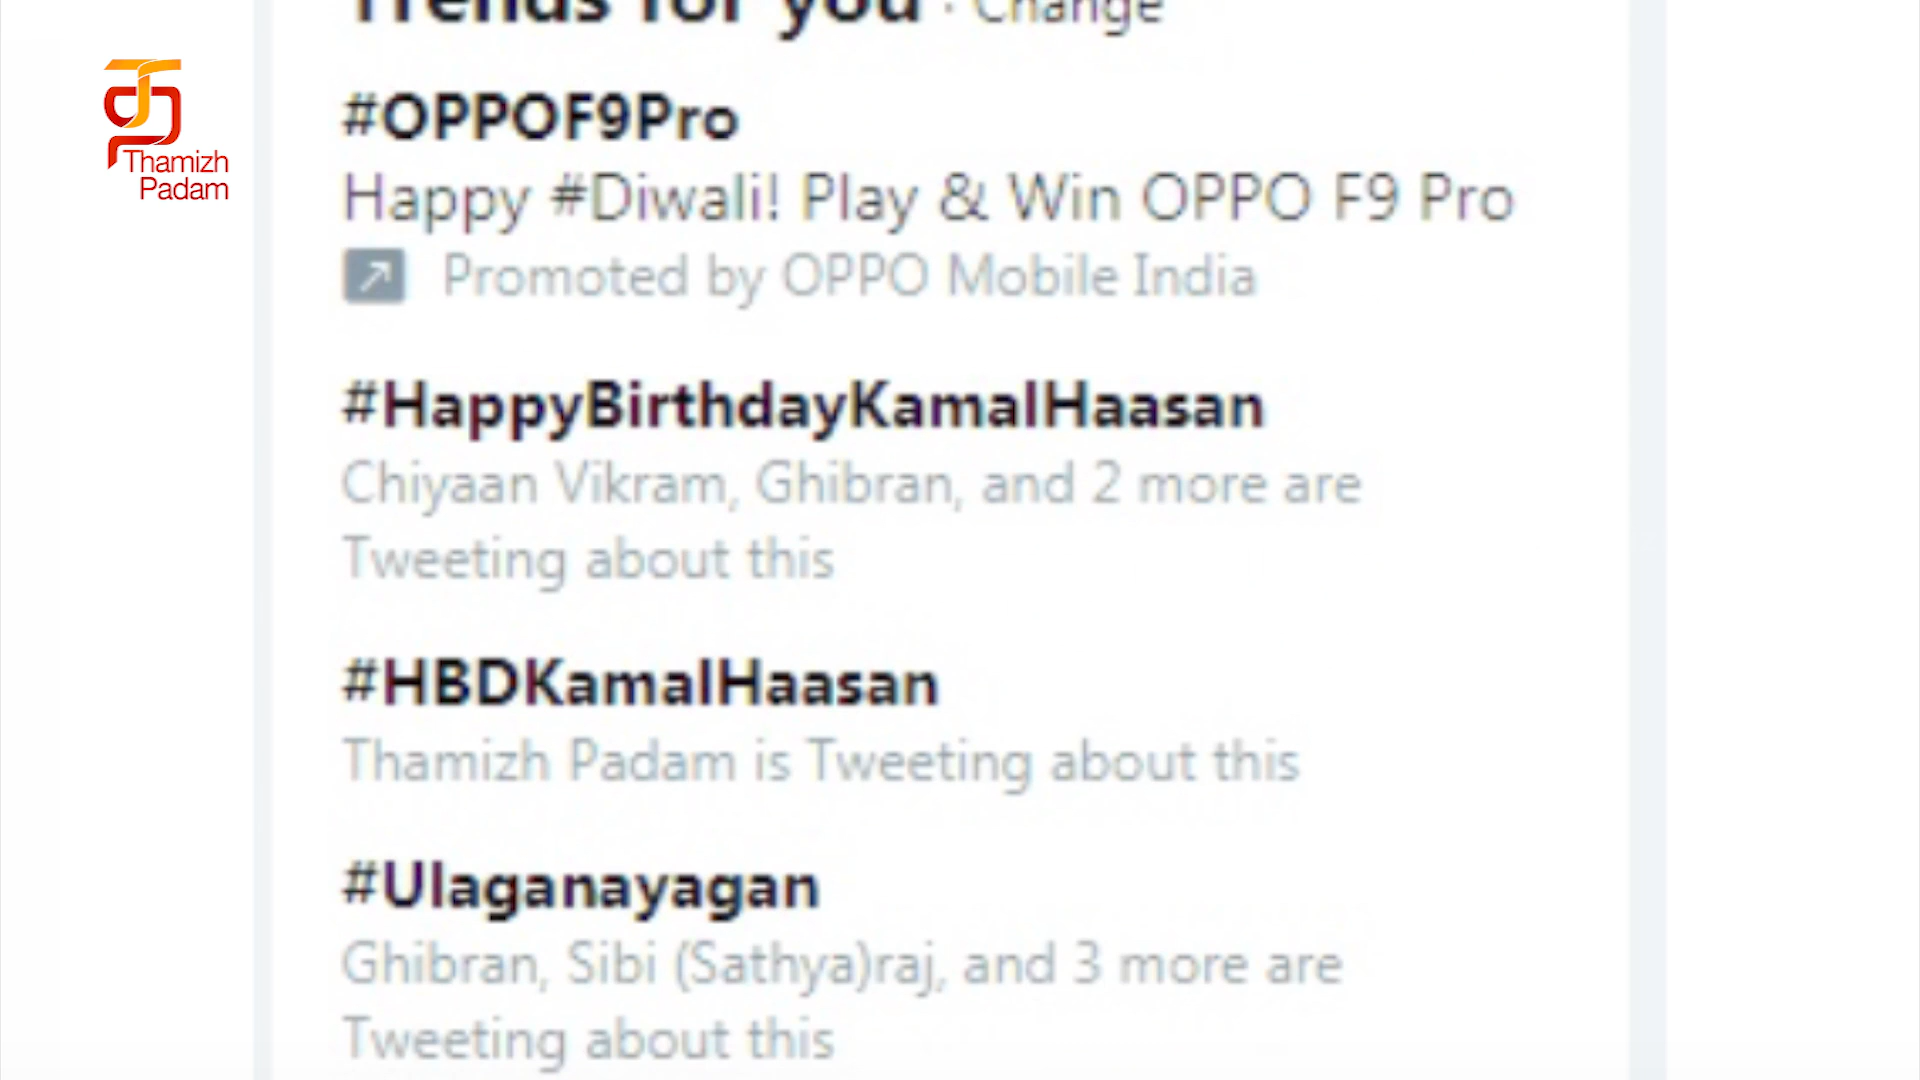 Trends for you · Change
#OPPOF9Pro
Happy #Diwali! Play & Win OPPO F9 Pro
Promoted by OPPO Mobile India
#HappyBirthdayKamalHaasan
Chiyaan Vikram, Ghibran, and 2 more are
Tweeting about this
#HBDKamalHaasan
Thamizh Padam is Tweeting about this
#Ulaganayagan
Ghibran, Sibi (Sathya)raj, and 3 more are
Tweeting about this
Thamizh
Padam